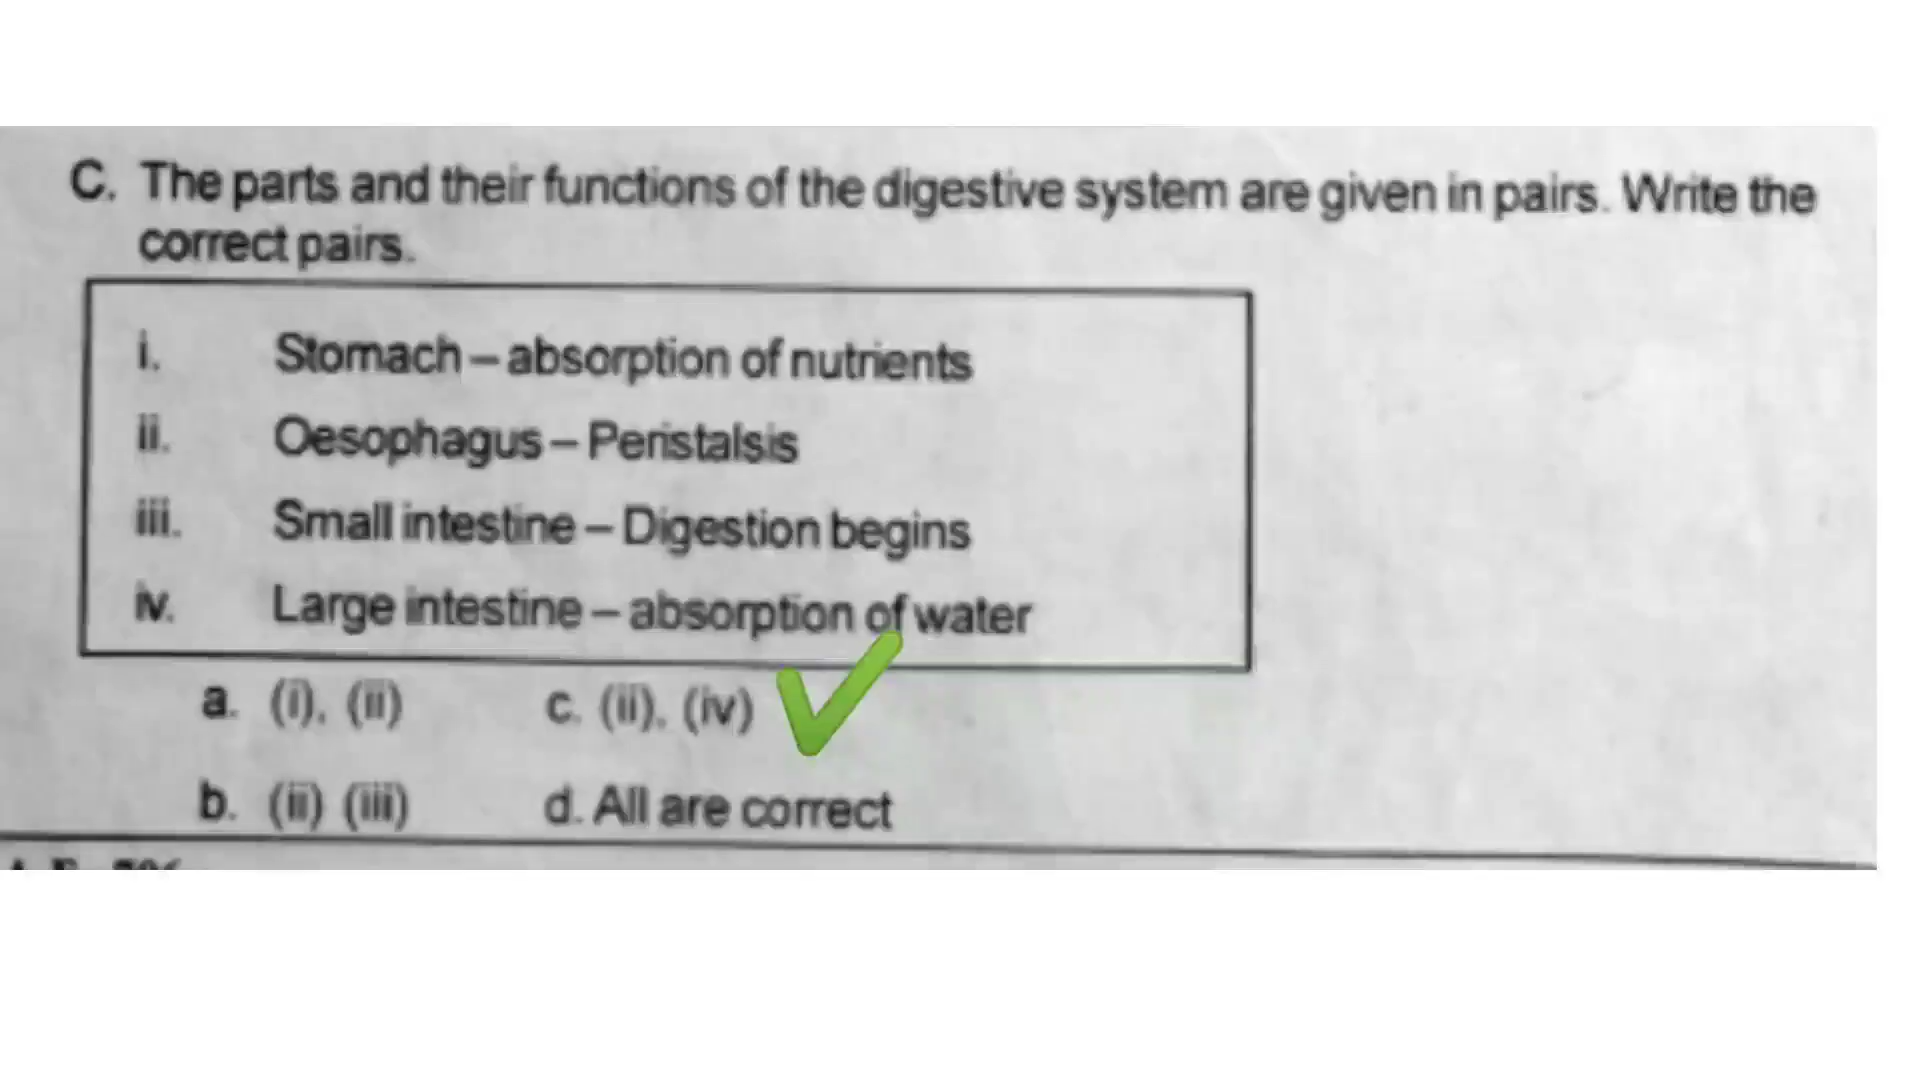 C. The parts and their functions of the digestive system are given in pairs. Write the
correct pairs.
i. Stomach – absorption of nutrients
ii. Oesophagus – Peristalsis
iii. Small intestine – Digestion begins
iv. Large intestine – absorption of water
a. (i), (ii) c. (ii), (iv)
b. (ii) (iii) d. All are correct